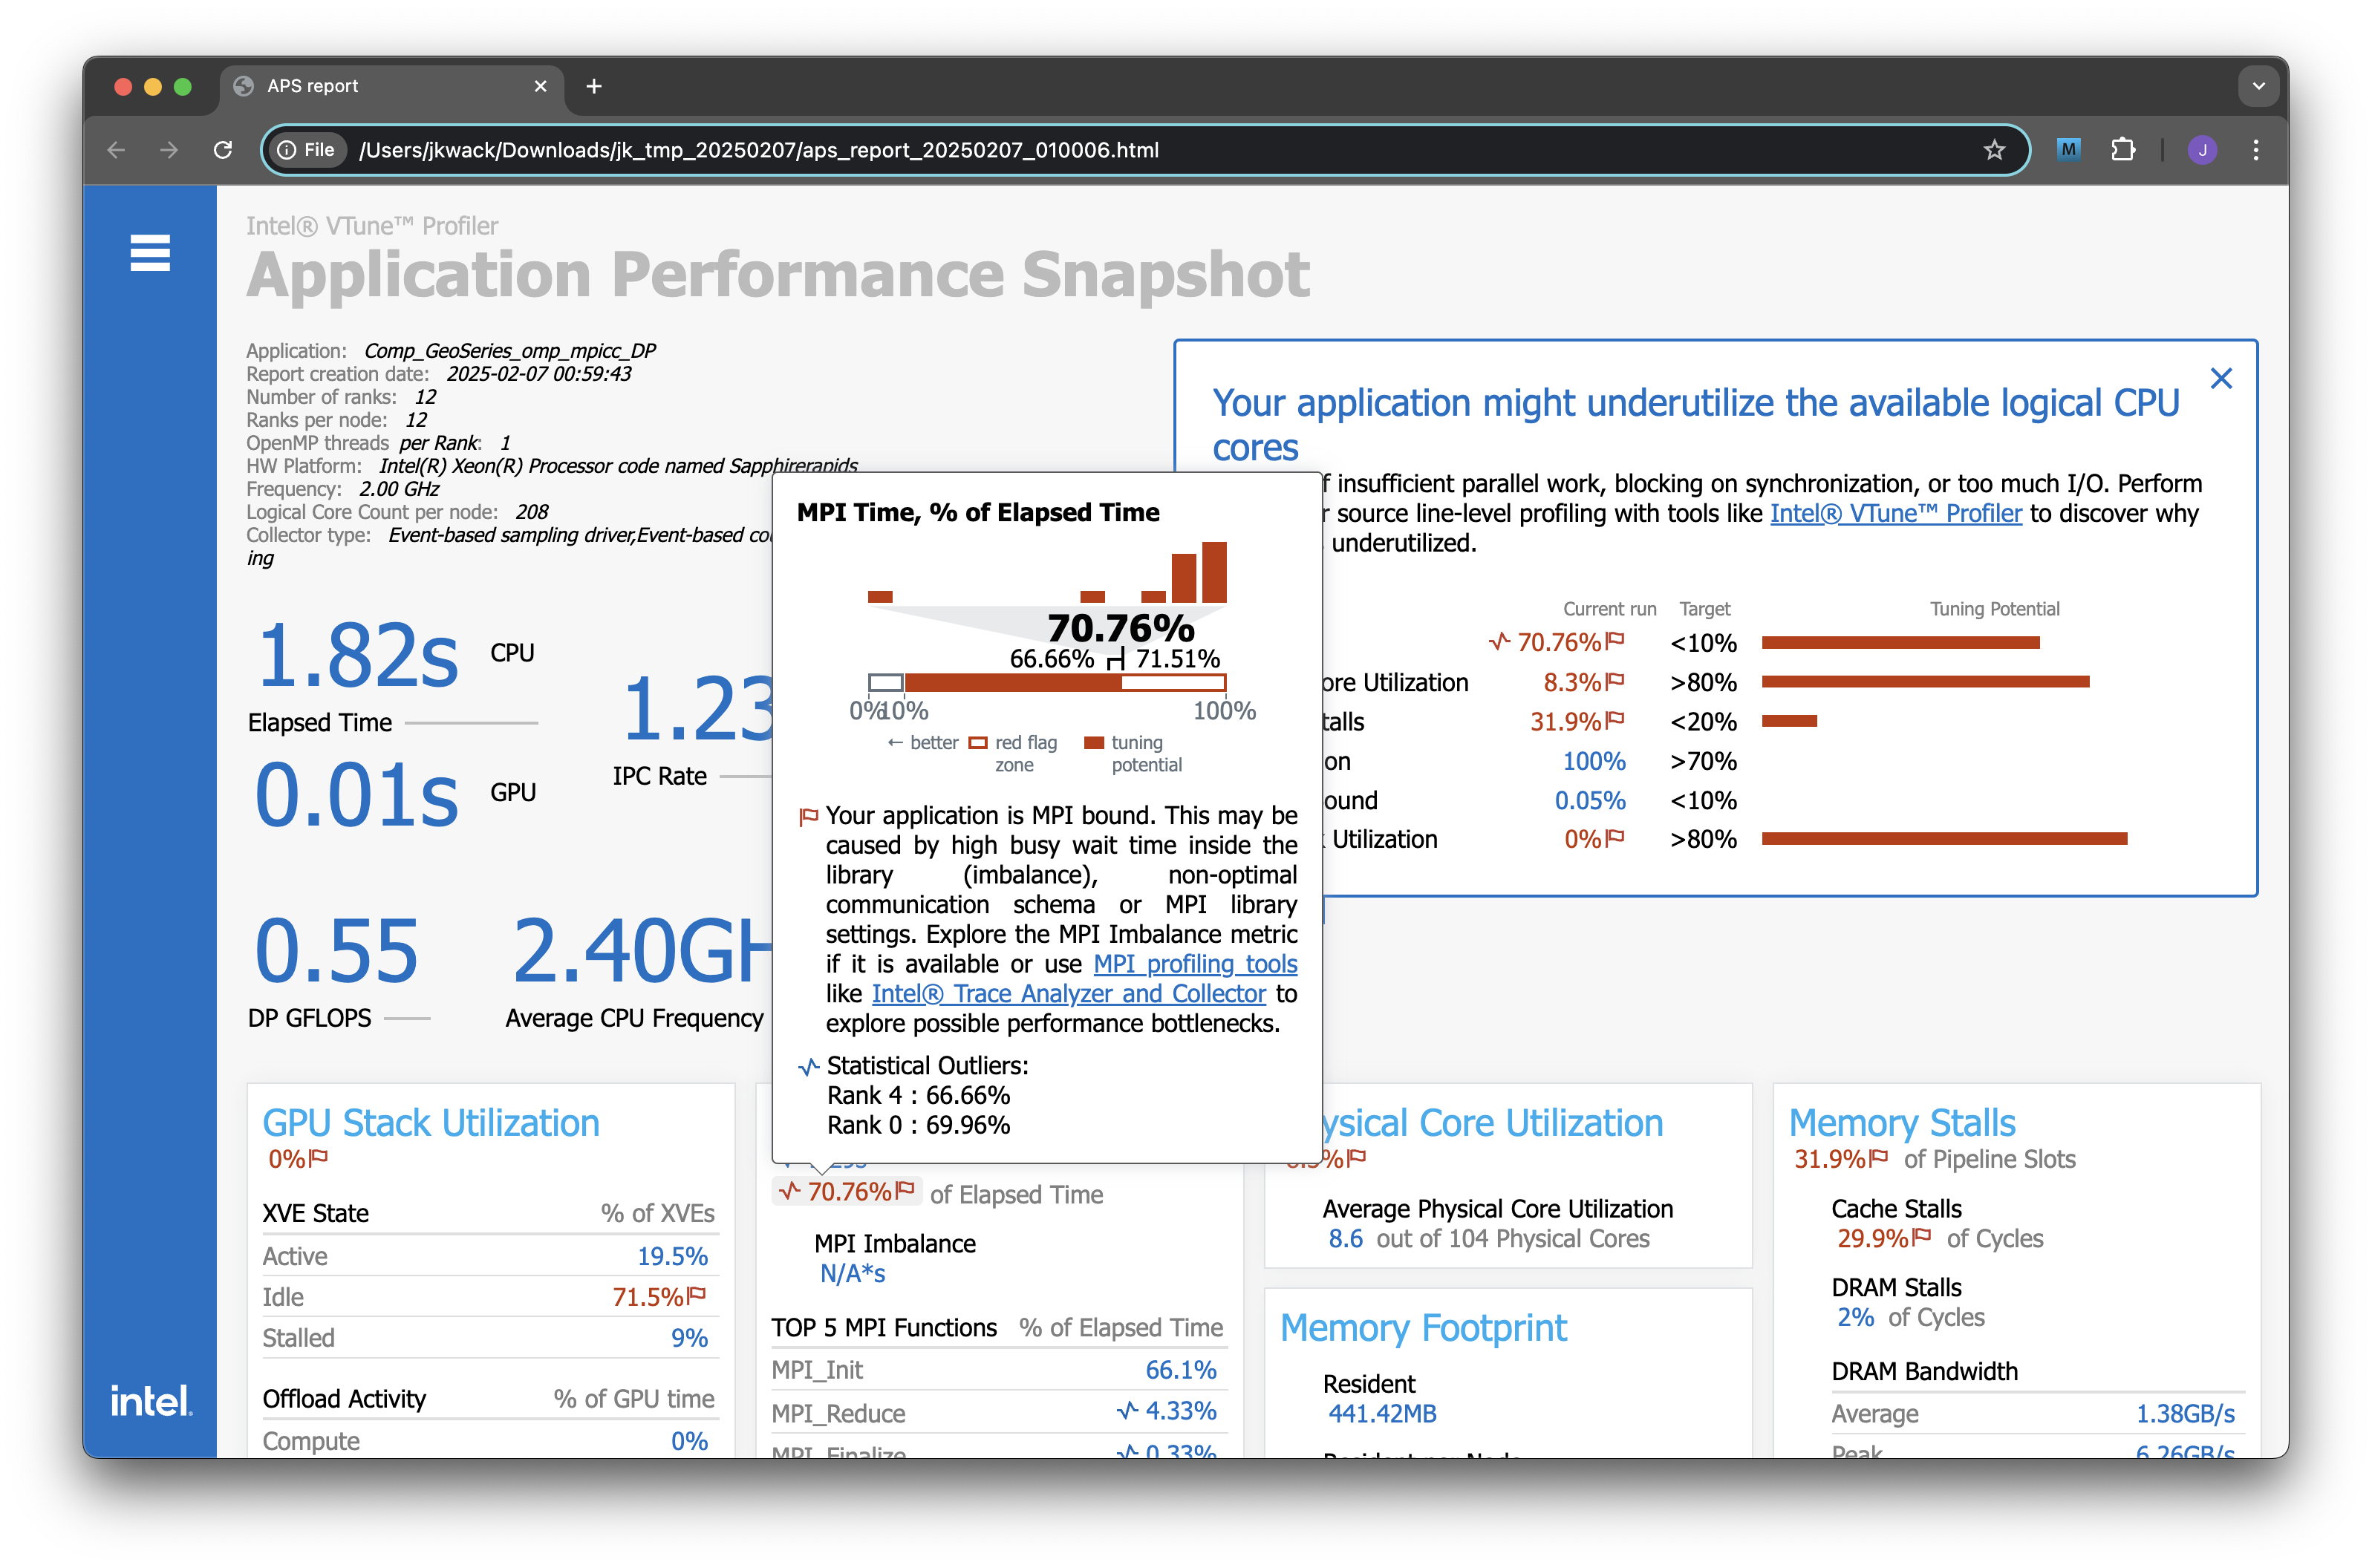 APS report
File
/Users/jkwack/Downloads/jk_tmp_20250207/aps_report_20250207_010006.html
M
J
Intel® VTune™ Profiler
Application Performance Snapshot
Application: Comp_GeoSeries_omp_mpicc_DP
Report creation date: 2025-02-07 00:59:43
Number of ranks: 12
Ranks per node: 12
OpenMP threads per Rank: 1
HW Platform: Intel(R) Xeon(R) Processor code named Sapphirerapids
Frequency: 2.00 GHz
Logical Core Count per node: 208
Collector type: Event-based sampling driver,Event-based
ing
1.82s CPU
Elapsed Time
0.01s GPU
1.23
IPC Rate
0.55
DP GFLOPS
2.40GH
Average CPU Frequency
Your application might underutilize the available logical CPU
cores
insufficient parallel work, blocking on synchronization, or too much I/O. Perform
source line-level profiling with tools like Intel® VTune™ Profiler to discover why
underutilized.
Current run Target Tuning Potential
70.76% <10%
ore Utilization 8.3% >80%
talls 31.9% <20%
on 100% >70%
ound 0.05% <10%
Utilization 0% >80%
MPI Time, % of Elapsed Time
70.76%
66.66% 71.51%
0% 10% 100%
← better red flag zone tuning potential
Your application is MPI bound. This may be
caused by high busy wait time inside the
library (imbalance), non-optimal
communication schema or MPI library
settings. Explore the MPI Imbalance metric
if it is available or use MPI profiling tools
like Intel® Trace Analyzer and Collector to
explore possible performance bottlenecks.
Statistical Outliers:
Rank 4 : 66.66%
Rank 0 : 69.96%
GPU Stack Utilization
0%
XVE State % of XVEs
Active 19.5%
Idle 71.5%
Stalled 9%
Offload Activity % of GPU time
Compute 0%
70.76% of Elapsed Time
MPI Imbalance
N/A*s
TOP 5 MPI Functions % of Elapsed Time
MPI_Init 66.1%
MPI_Reduce 4.33%
MPI_Finalize 0.33%
ysical Core Utilization
8.3%
Average Physical Core Utilization
8.6 out of 104 Physical Cores
Memory Footprint
Resident
441.42MB
Resident per Node
Memory Stalls
31.9% of Pipeline Slots
Cache Stalls
29.9% of Cycles
DRAM Stalls
2% of Cycles
DRAM Bandwidth
Average 1.38GB/s
Peak 6.26GB/s
intel.